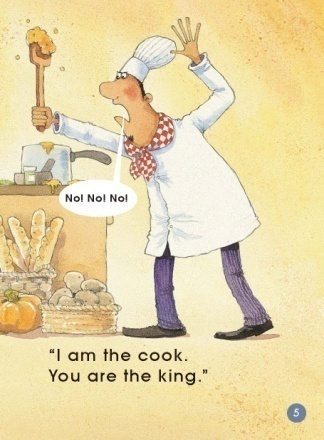 No! No! No!
“I am the cook.
You are the king.”
5